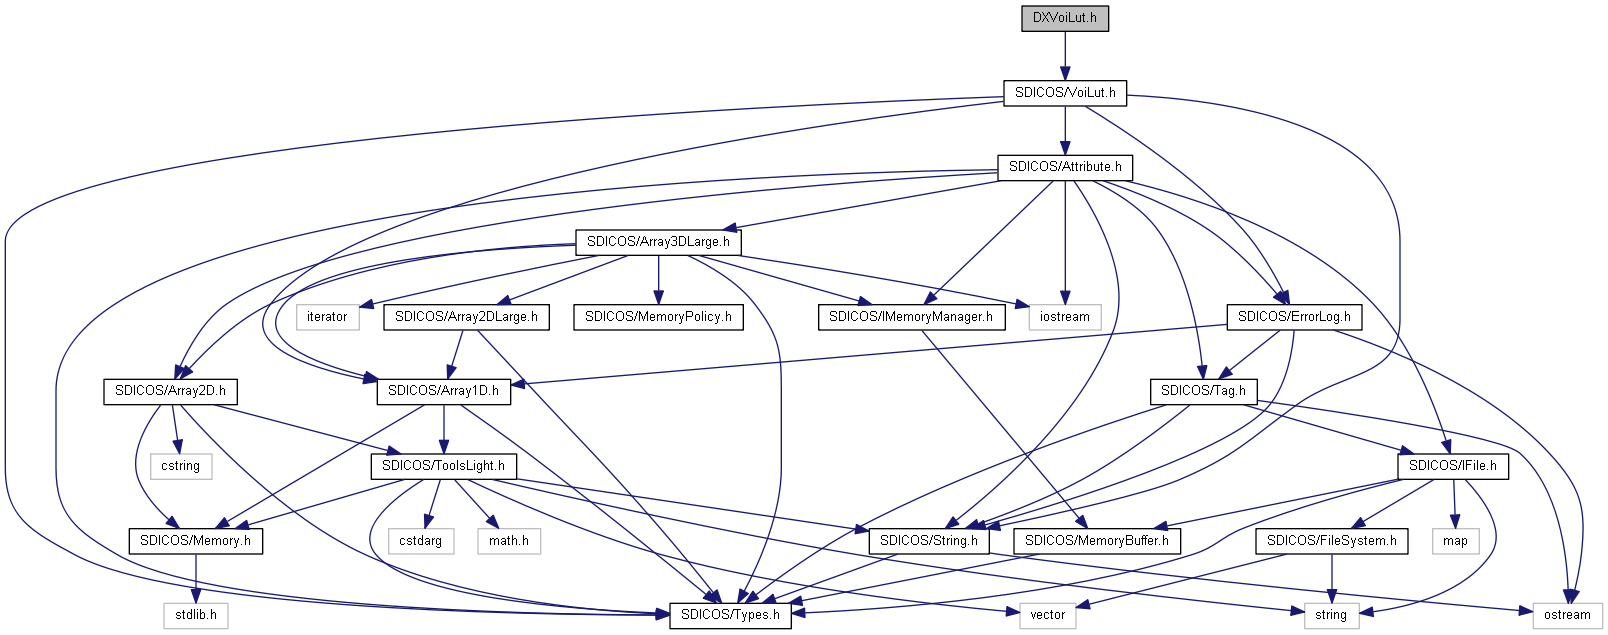 DXVoiLut.h
SDICOS/VoiLut.h
SDICOS/Attribute.h
SDICOS/Array3DLarge.h
iterator
SDICOS/Array2DLarge.h
SDICOS/MemoryPolicy.h
SDICOS/IMemoryManager.h
iostream
SDICOS/ErrorLog.h
SDICOS/Array2D.h
SDICOS/Array1D.h
SDICOS/Tag.h
cstring
SDICOS/ToolsLight.h
SDICOS/IFile.h
SDICOS/Memory.h
cstdarg
math.h
SDICOS/String.h
SDICOS/MemoryBuffer.h
SDICOS/FileSystem.h
map
stdlib.h
SDICOS/Types.h
vector
string
ostream